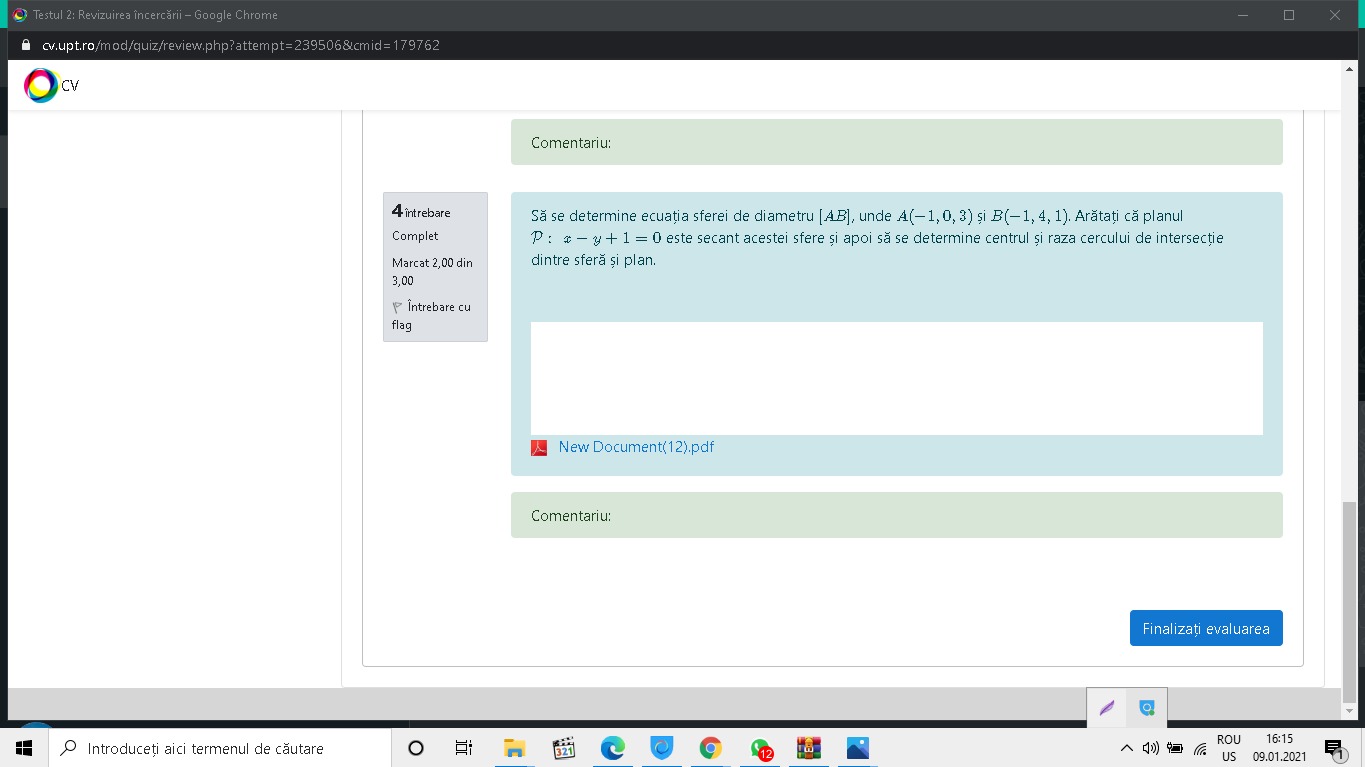 Testul 2: Revizuirea încercării – Google Chrome
cv.upt.ro/mod/quiz/review.php?attempt=239506&cmid=179762
CV
Comentariu:
4 întrebare
Complet
Marcat 2,00 din
3,00
Întrebare cu
flag
Să se determine ecuația sferei de diametru [AB], unde A(−1, 0, 3) și B(−1, 4, 1). Arătați că planul
𝒫 : x − y + 1 = 0 este secant acestei sfere și apoi să se determine centrul și raza cercului de intersecție
dintre sferă și plan.
New Document(12).pdf
Comentariu:
Finalizați evaluarea
Introduceți aici termenul de căutare
321
12
ROU
US
16:15
09.01.2021
1